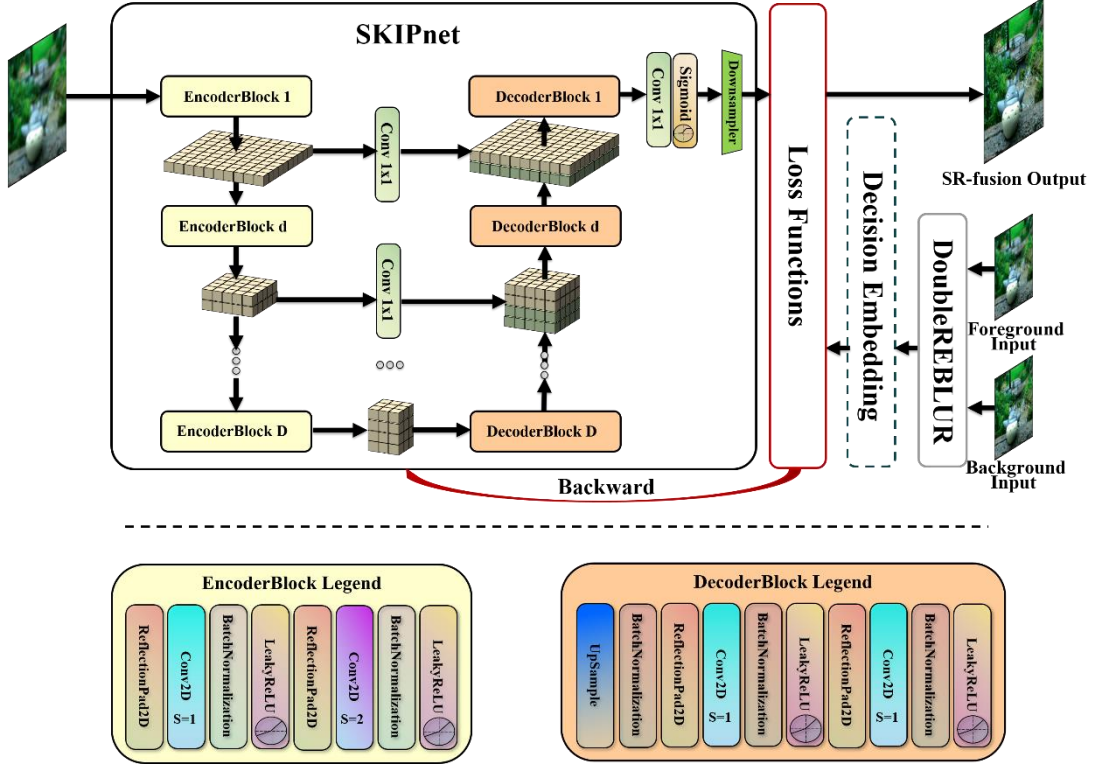 SKIPnet
EncoderBlock 1
DecoderBlock 1
Conv 1x1
Sigmoid
Downsampler
Conv 1x1
EncoderBlock d
DecoderBlock d
Conv 1x1
EncoderBlock D
DecoderBlock D
Loss Functions
Decision Embedding
DoubleREBLUR
SR-fusion Output
Foreground
Input
Background
Input
Backward
EncoderBlock Legend
ReflectionPad2D
Conv2D
S=1
BatchNormalization
LeakyReLU
ReflectionPad2D
Conv2D
S=2
BatchNormalization
LeakyReLU
DecoderBlock Legend
UpSample
BatchNormalization
ReflectionPad2D
Conv2D
S=1
BatchNormalization
LeakyReLU
ReflectionPad2D
Conv2D
S=1
BatchNormalization
LeakyReLU